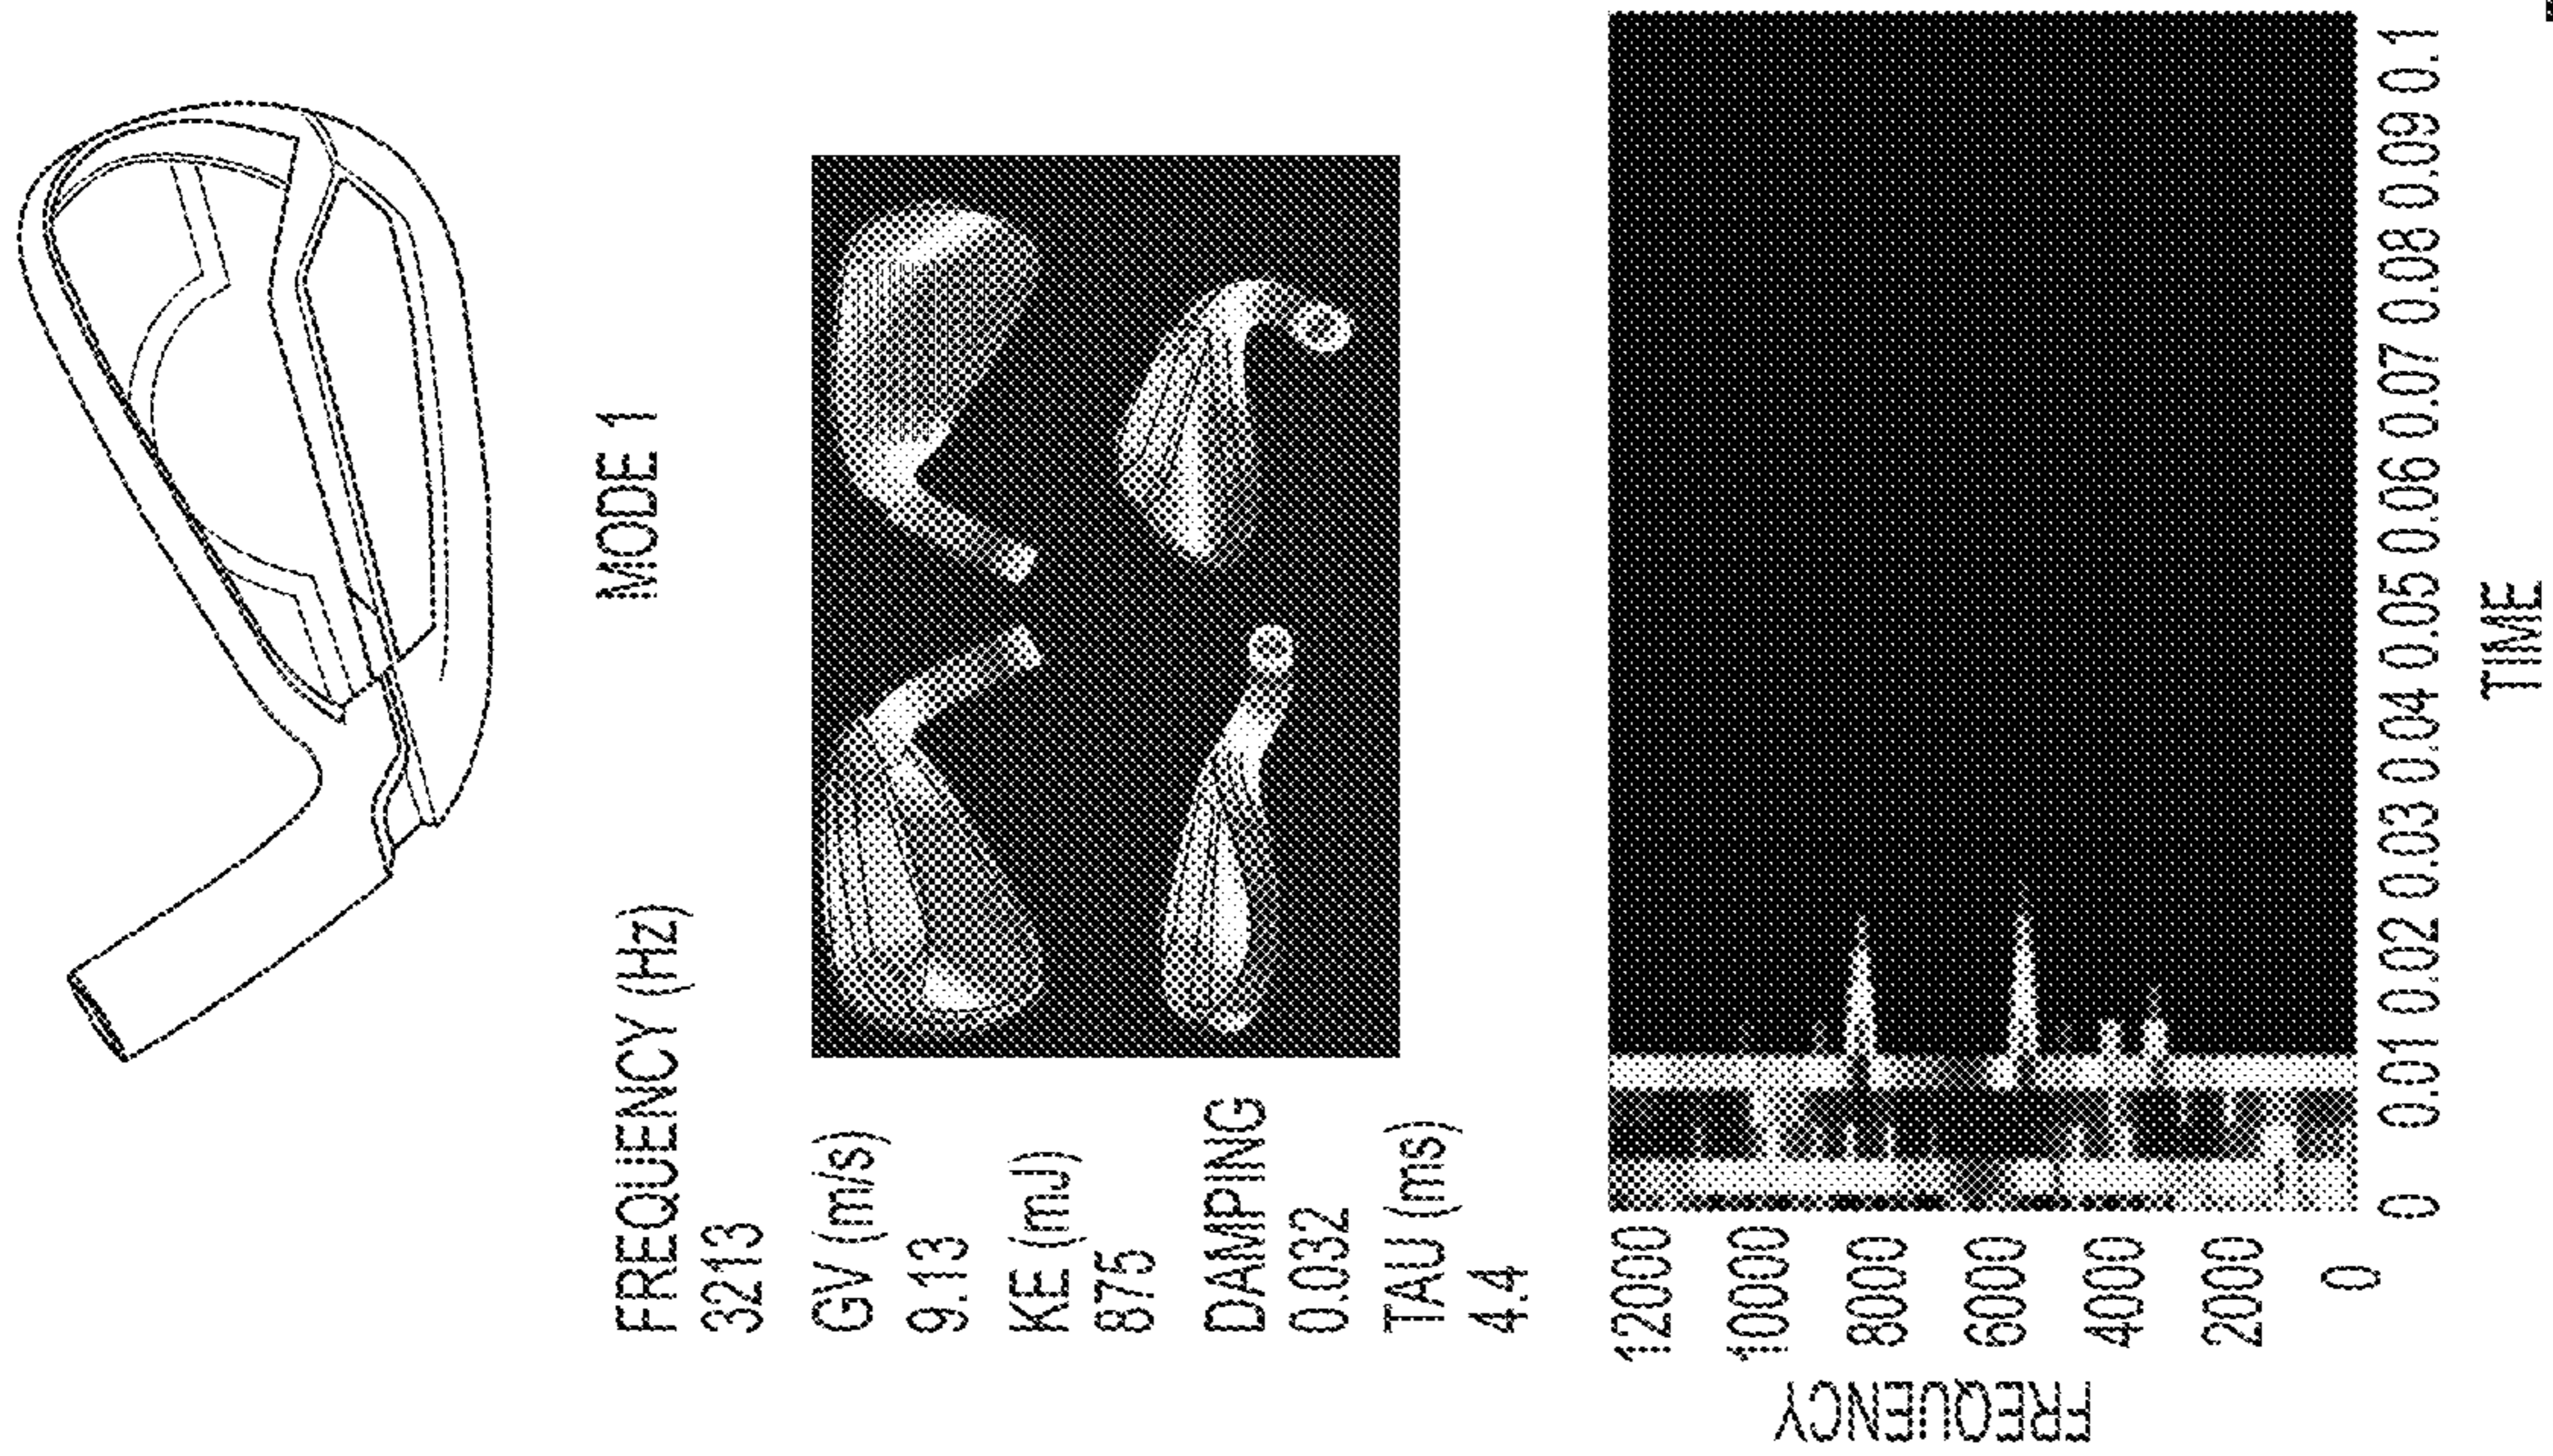 FREQUENCY (Hz)
3213
MODE 1
GV (m/s)
9.13
KE (mJ)
875
DAMPING
0.032
TAU (ms)
4.4
FREQUENCY
12000
10000
8000
6000
4000
2000
0
0 0.01 0.02 0.03 0.04 0.05 0.06 0.07 0.08 0.09 0.1
TIME